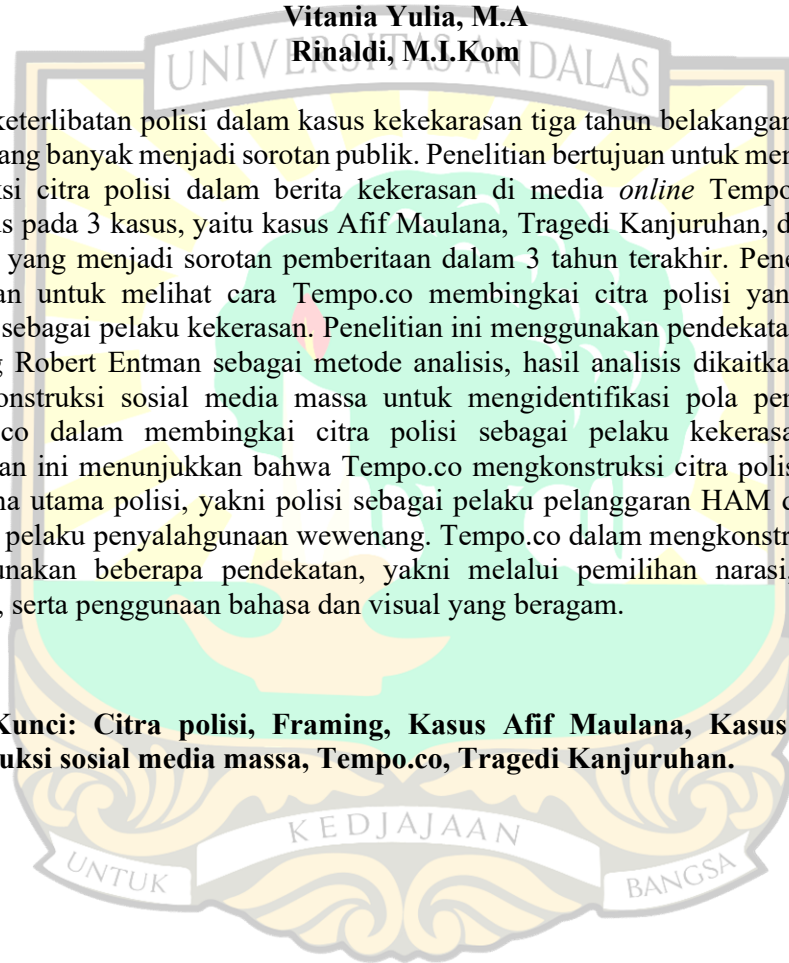 Vitania Yulia, M.A
Rinaldi, M.I.Kom
UNIVERSITAS ANDALAS
keterlibatan polisi dalam kasus kekekarasan tiga tahun belakangan
ang banyak menjadi sorotan publik. Penelitian bertujuan untuk men
si citra polisi dalam berita kekerasan di media online Tempo
us pada 3 kasus, yaitu kasus Afif Maulana, Tragedi Kanjuruhan, d
yang menjadi sorotan pemberitaan dalam 3 tahun terakhir. Pene
an untuk melihat cara Tempo.co membingkai citra polisi yan
sebagai pelaku kekerasan. Penelitian ini menggunakan pendekata
g Robert Entman sebagai metode analisis, hasil analisis dikaitka
onstruksi sosial media massa untuk mengidentifikasi pola pem
co dalam membingkai citra polisi sebagai pelaku kekerasa
an ini menunjukkan bahwa Tempo.co mengkonstruksi citra polis
na utama polisi, yakni polisi sebagai pelaku pelanggaran HAM d
pelaku penyalahgunaan wewenang. Tempo.co dalam mengkonstr
unakan beberapa pendekatan, yakni melalui pemilihan narasi,
, serta penggunaan bahasa dan visual yang beragam.
Kunci: Citra polisi, Framing, Kasus Afif Maulana, Kasus
uksi sosial media massa, Tempo.co, Tragedi Kanjuruhan.
UNTUK KEDJAJAAN BANGSA